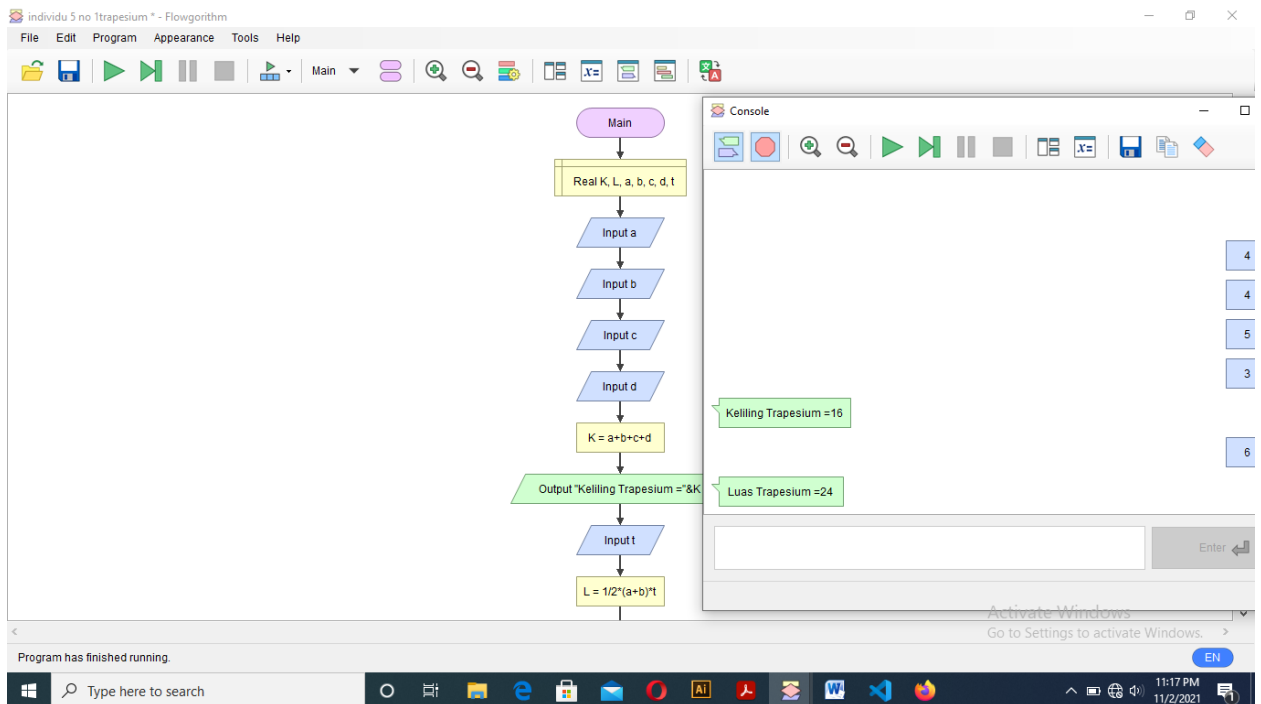 individu 5 no 1trapesium * - Flowgorithm
File Edit Program Appearance Tools Help
Main
x=
Main
Real K, L, a, b, c, d, t
Input a
Input b
Input c
Input d
K = a+b+c+d
Output "Keliling Trapesium ="&K
Input t
L = 1/2*(a+b)*t
Console
x=
4
4
5
3
Keliling Trapesium =16
6
Luas Trapesium =24
Enter
Activate Windows
Go to Settings to activate Windows.
Program has finished running.
EN
Type here to search
Ai
W
11:17 PM
11/2/2021
1